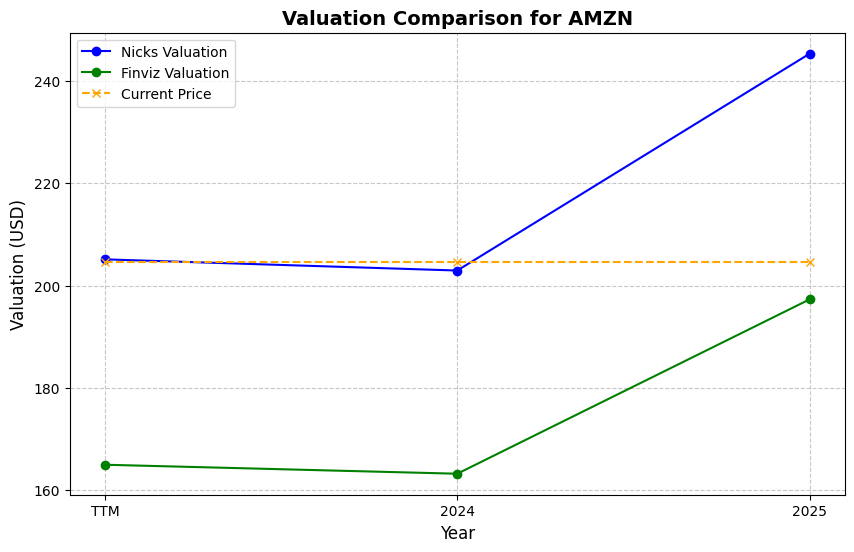 Valuation Comparison for AMZN
Nicks Valuation
Finviz Valuation
Current Price
240
220
200
180
160
Valuation (USD)
TTM
2024
2025
Year